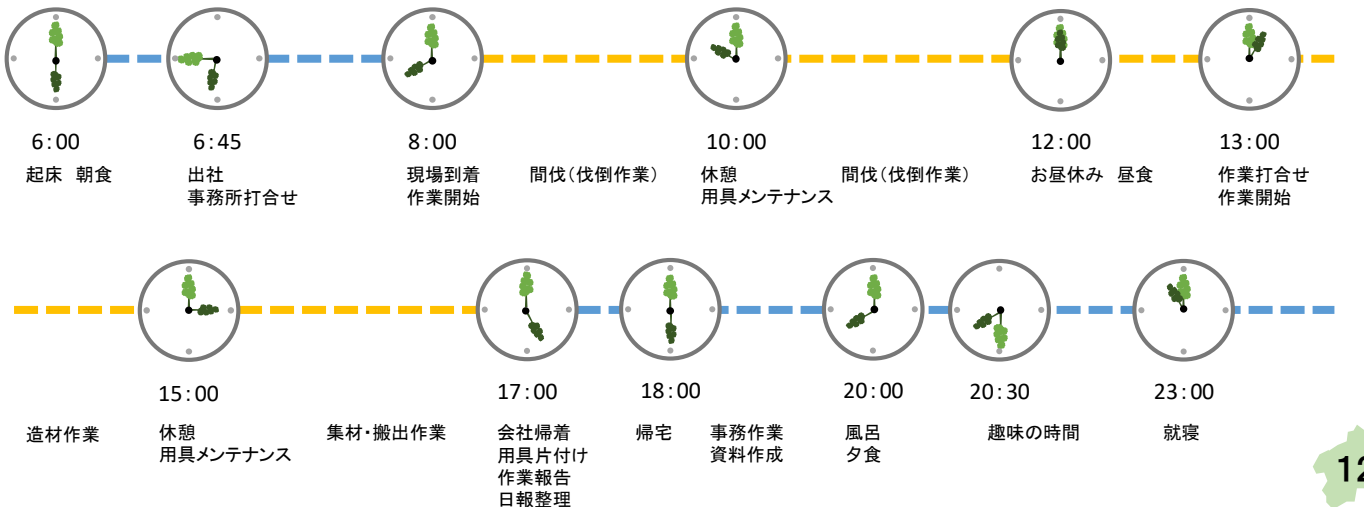 6:00
起床　朝食
6:45
出社
事務所打合せ
8:00
現場到着
作業開始
間伐(伐倒作業)
10:00
休憩
用具メンテナンス
間伐(伐倒作業)
12:00
お昼休み　昼食
13:00
作業打合せ
作業開始
造材作業
15:00
休憩
用具メンテナンス
集材・搬出作業
17:00
会社帰着
用具片付け
作業報告
日報整理
18:00
帰宅
事務作業
資料作成
20:00
風呂
夕食
20:30
趣味の時間
23:00
就寝
12